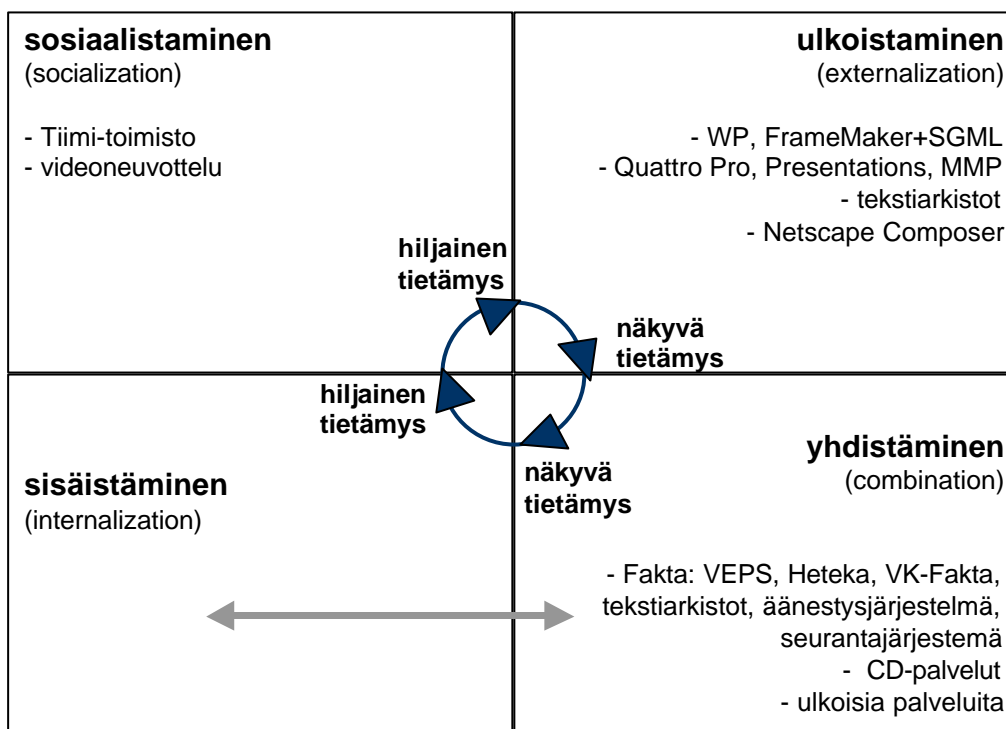 sosiaalistaminen
(socialization)
- Tiimi-toimisto
- videoneuvottelu
ulkoistaminen
(externalization)
- WP, FrameMaker+SGML
- Quattro Pro, Presentations, MMP
- tekstiarkistot
- Netscape Composer
hiljainen
tietämys
näkyvä
tietämys
hiljainen
tietämys
näkyvä
tietämys
sisäistäminen
(internalization)
yhdistäminen
(combination)
- Fakta: VEPS, Heteka, VK-Fakta,
tekstiarkistot, äänestysjärjestelmä,
seurantajärjestemä
- CD-palvelut
- ulkoisia palveluita